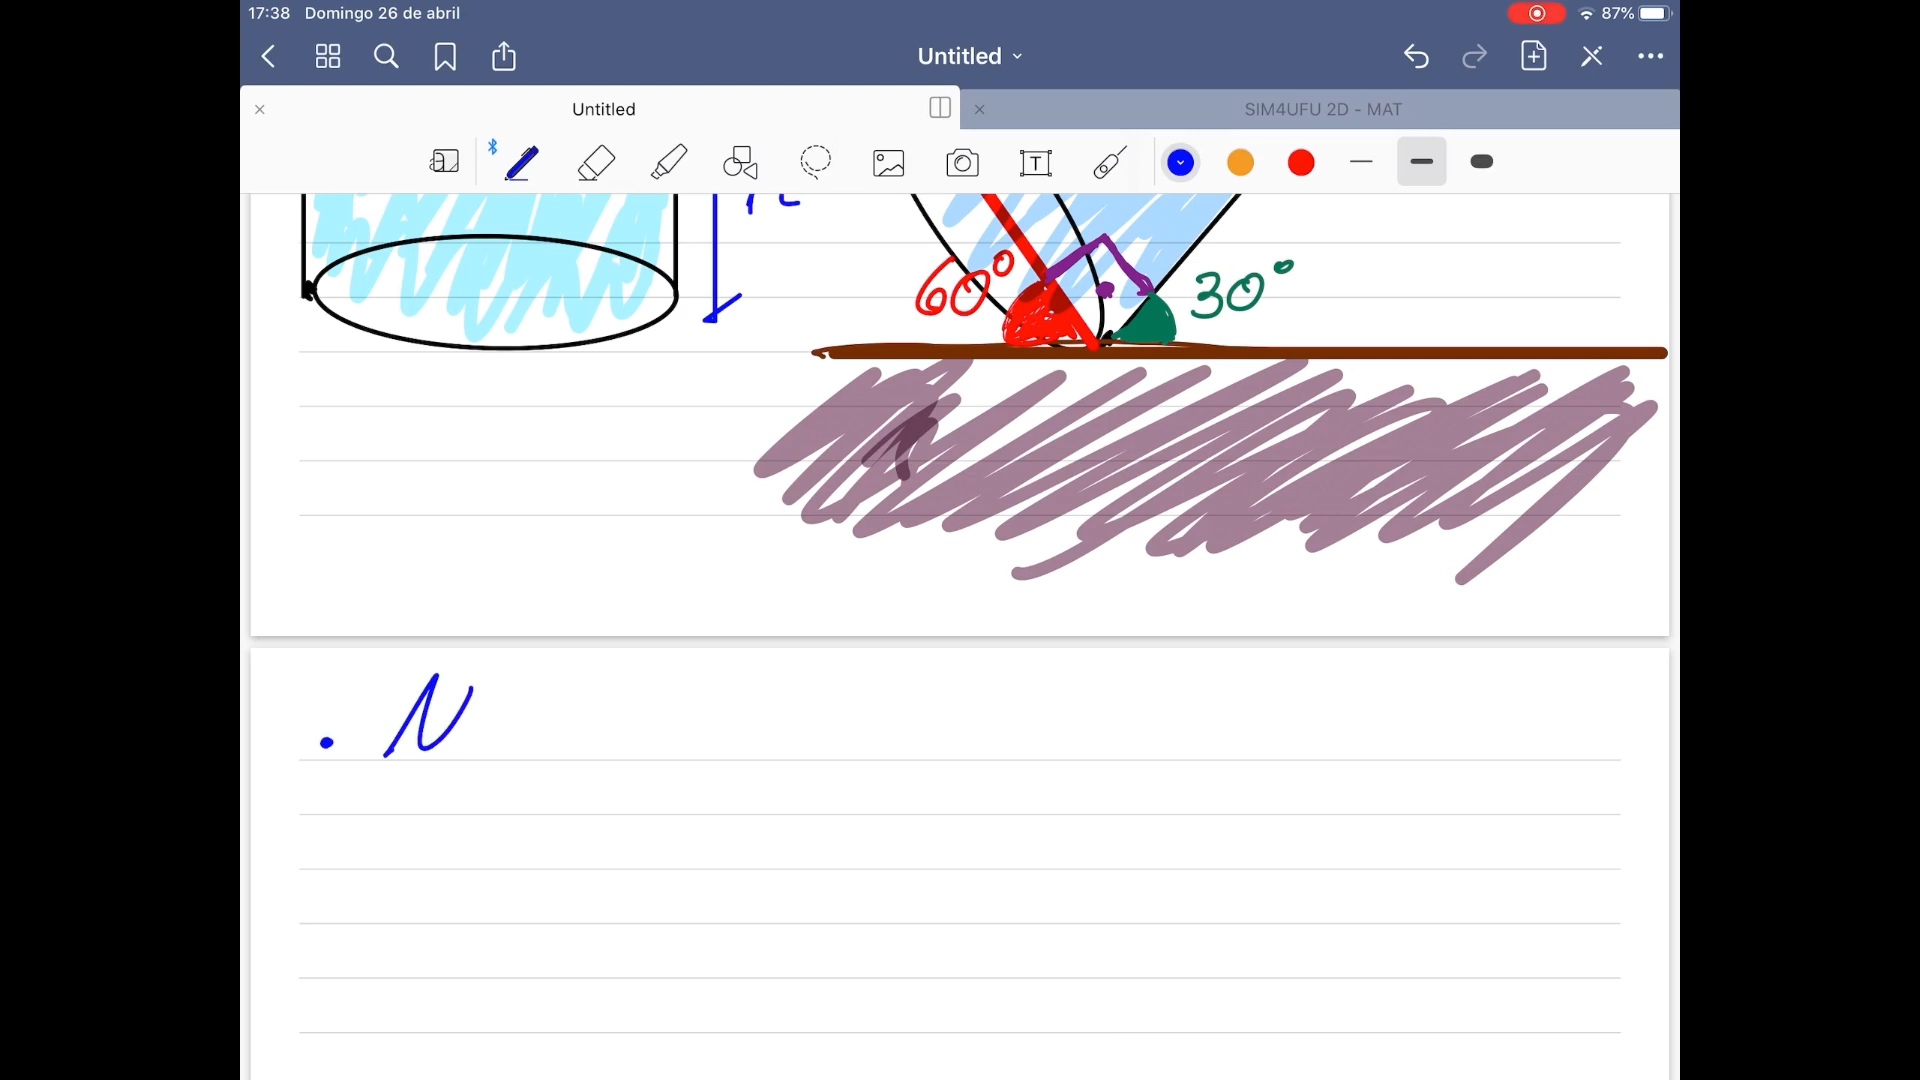 17:38 Domingo 26 de abril 87%
Untitled
Untitled SIM4UFU 2D - MAT
60° 30°
. N